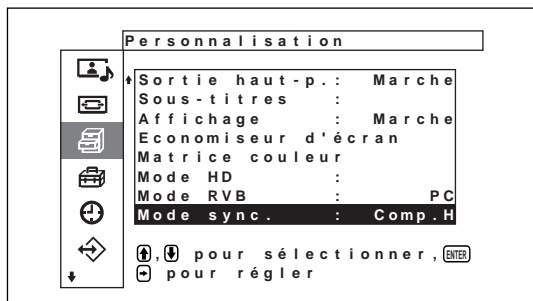 Personnalisation
Sortie haut-p.: Marche
Sous-titres :
Affichage : Marche
Economiseur d'écran
Matrice couleur
Mode HD :
Mode RVB : PC
Mode sync. : Comp.H
, pour sélectionner, ENTER
pour régler